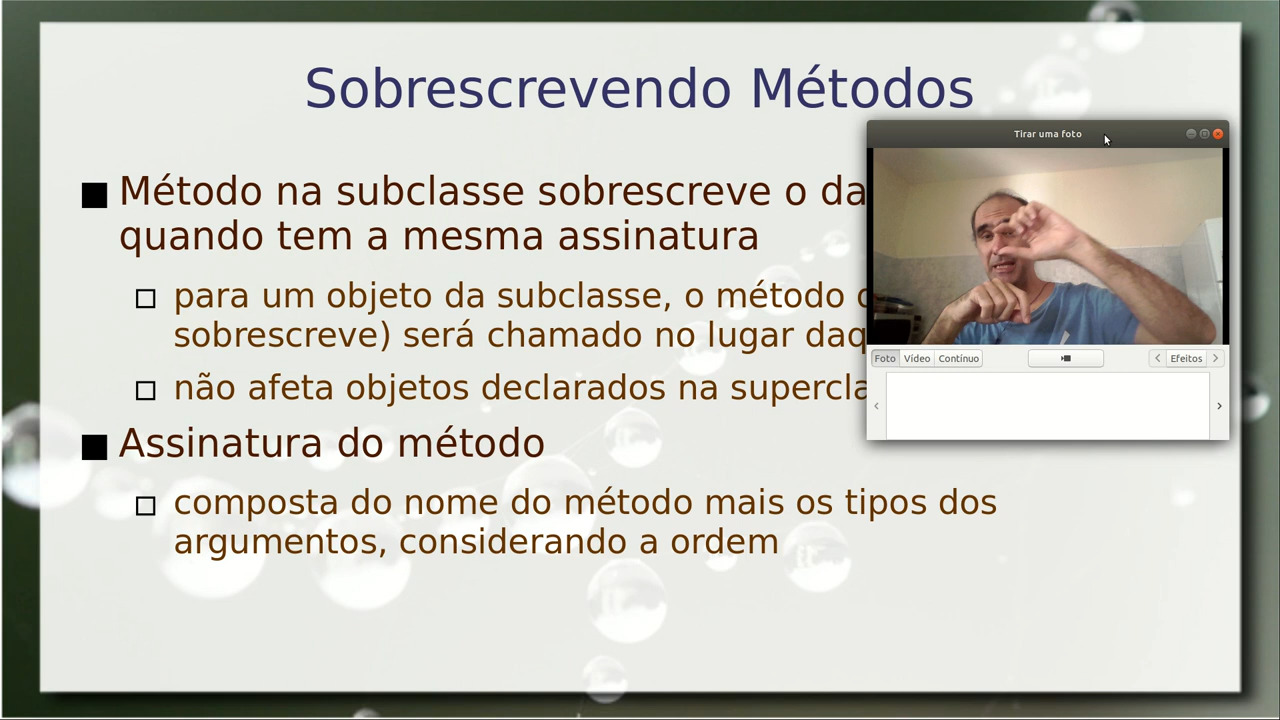 Sobrescrevendo Métodos
Método na subclasse sobrescreve o da
quando tem a mesma assinatura
para um objeto da subclasse, o método
sobrescreve) será chamado no lugar
não afeta objetos declarados na
Assinatura do método
composta do nome do método mais os tipos dos
argumentos, considerando a ordem
Tirar uma foto
Foto Vídeo Contínuo
Efeitos